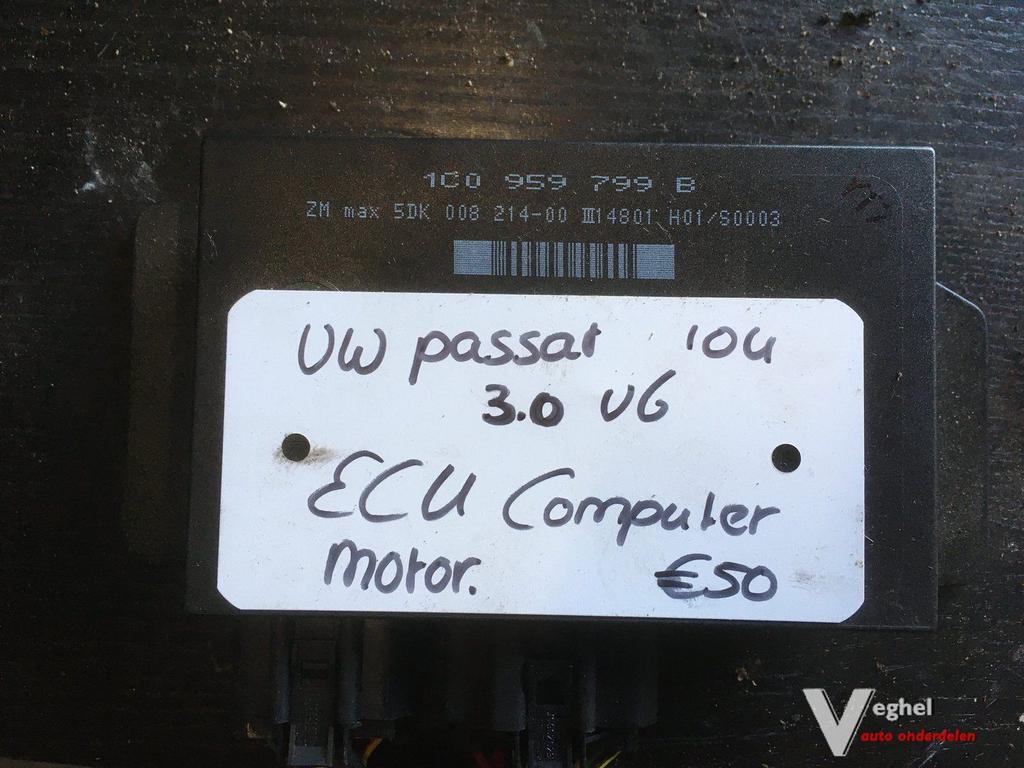 1C0 959 799 B
ZM max 5DK 008 214-00 III14801 H01/S0003
VW passat '04
3.0 V6
ECU Computer
motor. €50
Veghel
auto onderdelen